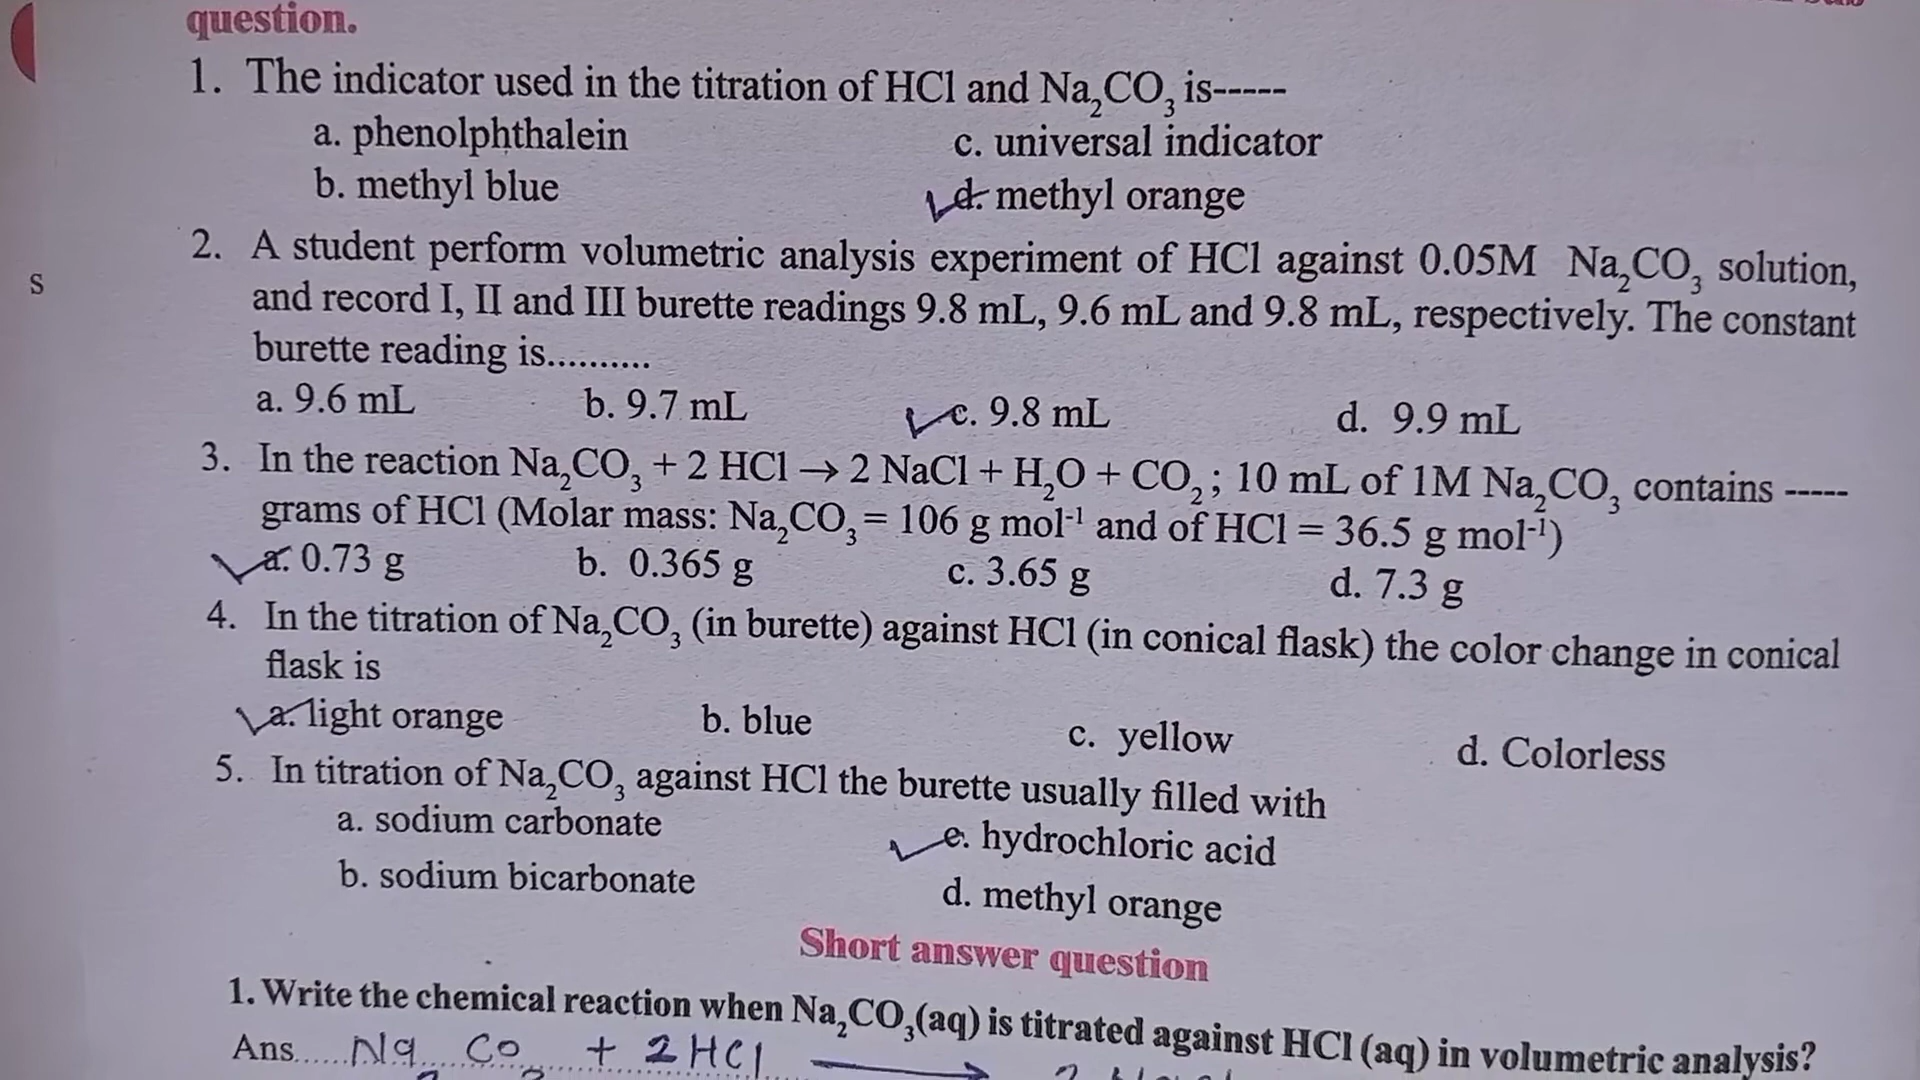 question.
1. The indicator used in the titration of HCl and Na₂CO₃ is-----
a. phenolphthalein c. universal indicator
b. methyl blue d. methyl orange
2. A student perform volumetric analysis experiment of HCl against 0.05M Na₂CO₃ solution,
S
and record I, II and III burette readings 9.8 mL, 9.6 mL and 9.8 mL, respectively. The constant
burette reading is..........
a. 9.6 mL b. 9.7 mL c. 9.8 mL d. 9.9 mL
3. In the reaction Na₂CO₃ + 2 HCl → 2 NaCl + H₂O + CO₂; 10 mL of 1M Na₂CO₃ contains -----
grams of HCl (Molar mass: Na₂CO₃ = 106 g mol⁻¹ and of HCl = 36.5 g mol⁻¹)
a. 0.73 g b. 0.365 g c. 3.65 g d. 7.3 g
4. In the titration of Na₂CO₃ (in burette) against HCl (in conical flask) the color change in conical
flask is
a. light orange b. blue c. yellow d. Colorless
5. In titration of Na₂CO₃ against HCl the burette usually filled with
a. sodium carbonate c. hydrochloric acid
b. sodium bicarbonate d. methyl orange
Short answer question
1. Write the chemical reaction when Na₂CO₃(aq) is titrated against HCl (aq) in volumetric analysis?
Ans...... Na₂ CO₃ + 2 HCl ⟶